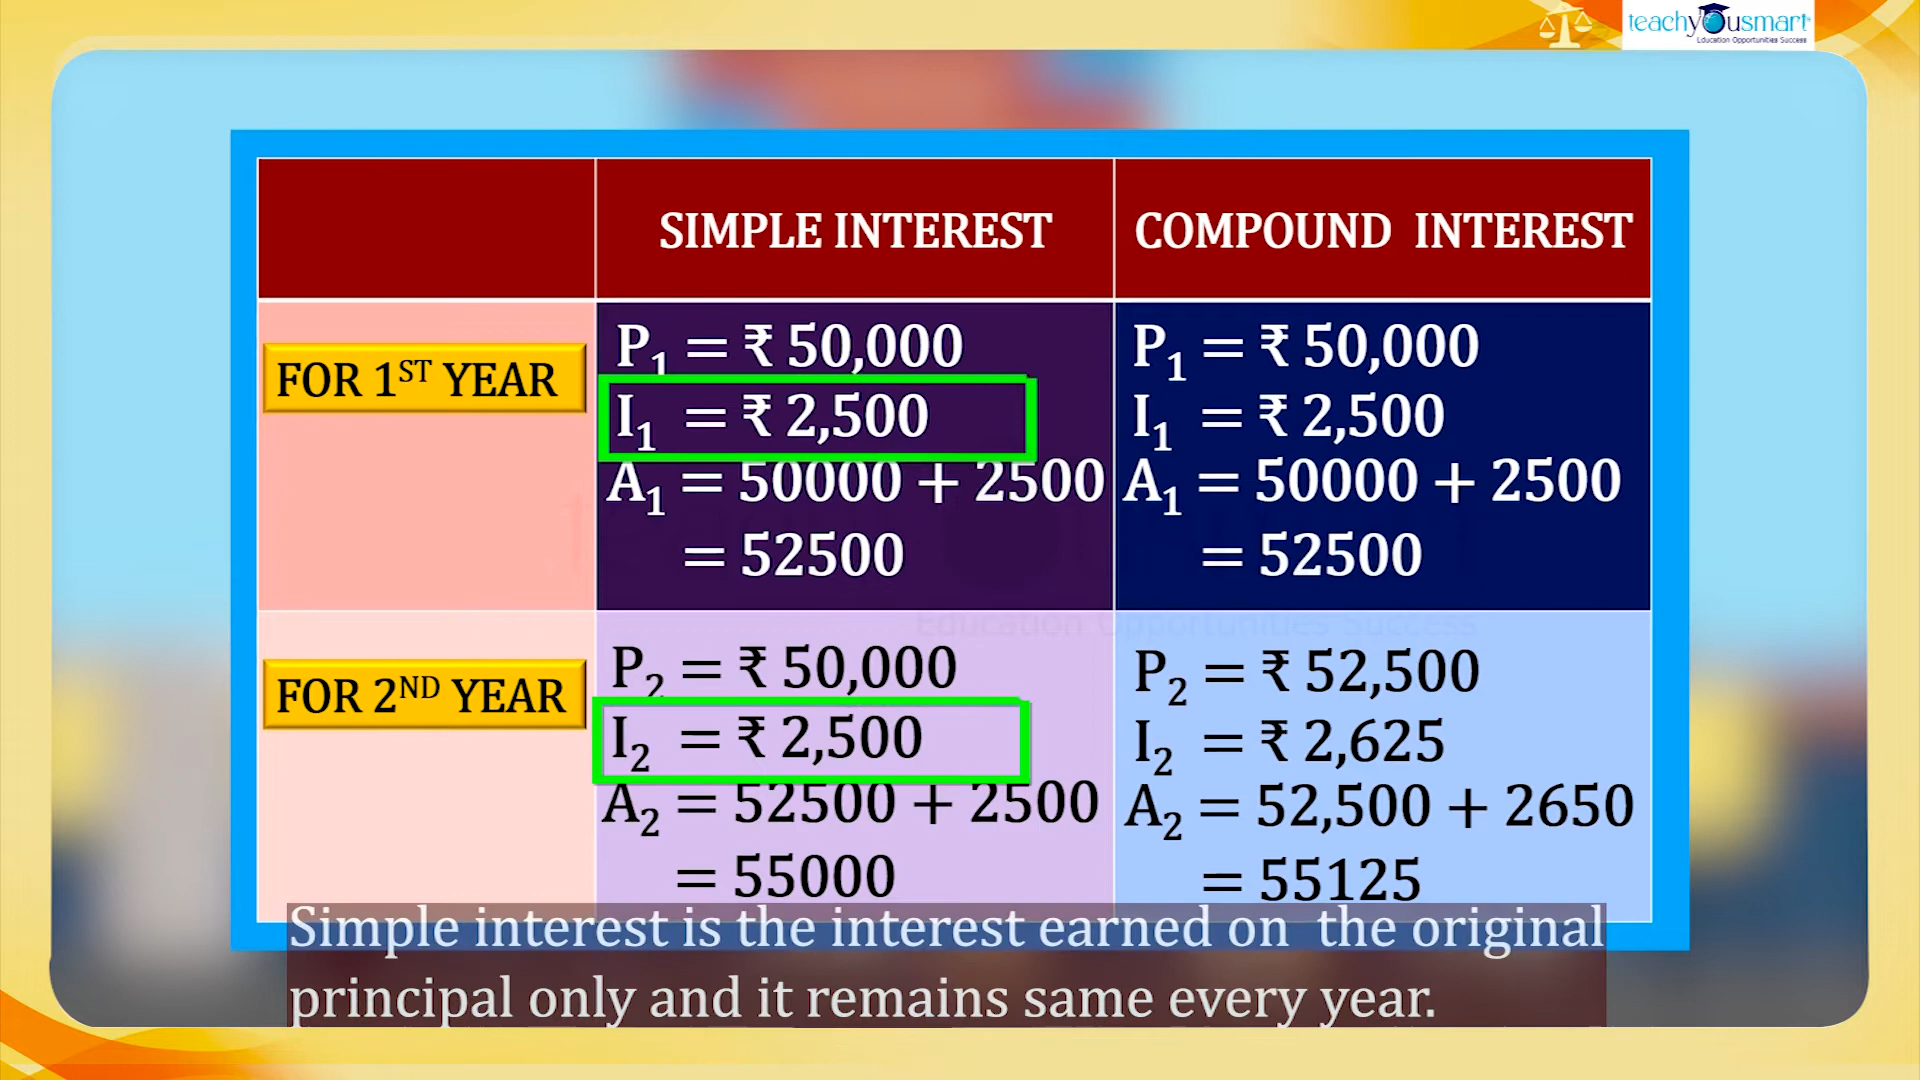 teachyousmart
Education Opportunities Success
SIMPLE INTEREST
COMPOUND INTEREST
FOR 1ST YEAR
P1 = ₹ 50,000
I1 = ₹ 2,500
A1 = 50000 + 2500
= 52500
P1 = ₹ 50,000
I1 = ₹ 2,500
A1 = 50000 + 2500
= 52500
Education Opportunities Success
FOR 2ND YEAR
P2 = ₹ 50,000
I2 = ₹ 2,500
A2 = 52500 + 2500
= 55000
P2 = ₹ 52,500
I2 = ₹ 2,625
A2 = 52,500 + 2650
= 55125
Simple interest is the interest earned on the original
principal only and it remains same every year.